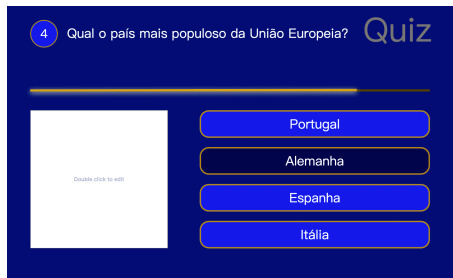 4 Qual o país mais populoso da União Europeia? Quiz
Double click to edit
Portugal
Alemanha
Espanha
Itália